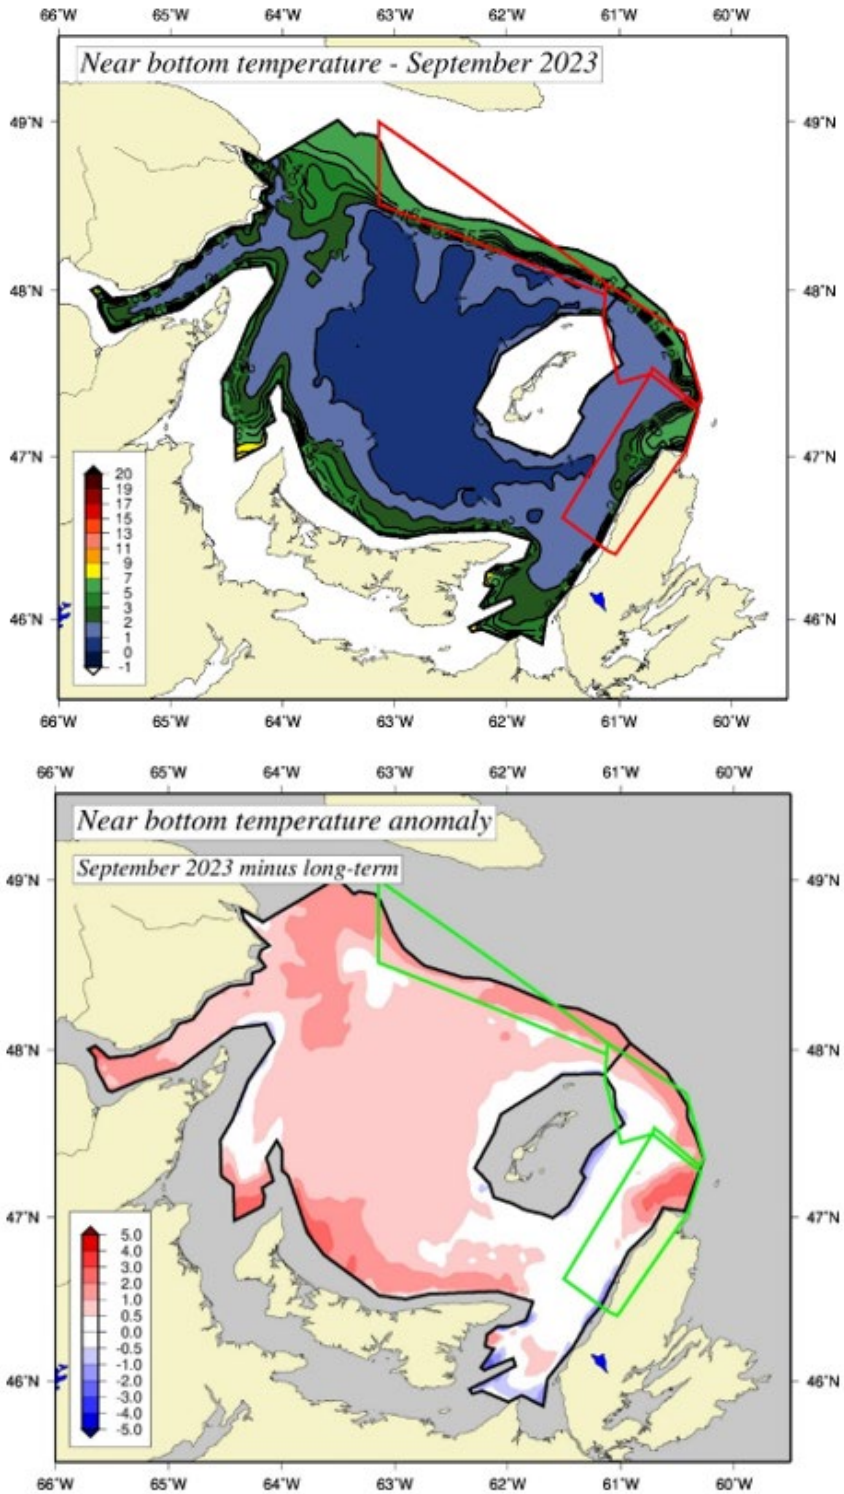 66°W 65°W 64°W 63°W 62°W 61°W 60°W
Near bottom temperature - September 2023
49°N 49°N
48°N 48°N
47°N 47°N
20
19
17
15
13
11
9
7
5
3
2
1
0
-1
46°N 46°N
66°W 65°W 64°W 63°W 62°W 61°W 60°W
66°W 65°W 64°W 63°W 62°W 61°W 60°W
Near bottom temperature anomaly
September 2023 minus long-term
49°N 49°N
48°N 48°N
47°N 47°N
5.0
4.0
3.0
2.0
1.0
0.5
0.0
-0.5
-1.0
-2.0
-3.0
-4.0
-5.0
46°N 46°N
66°W 65°W 64°W 63°W 62°W 61°W 60°W